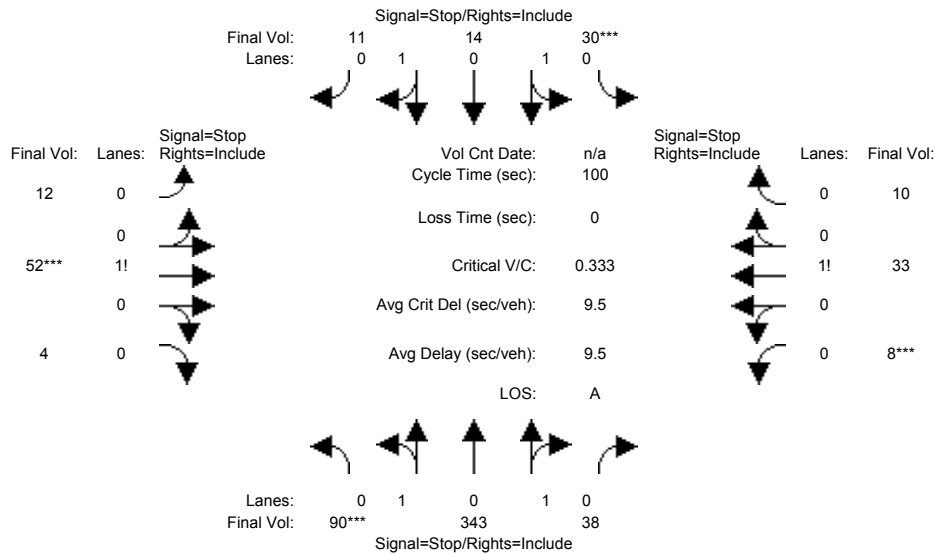 Signal=Stop/Rights=Include
Final Vol: 11 14 30***
Lanes: 0 1 0 1 0
Signal=Stop
Final Vol: Lanes: Rights=Include
Vol Cnt Date: n/a
Signal=Stop
Rights=Include Lanes: Final Vol:
Cycle Time (sec): 100
12 0
0 10
Loss Time (sec): 0
0
0
52*** 1!
Critical V/C: 0.333
1! 33
0
Avg Crit Del (sec/veh): 9.5
0
4 0
Avg Delay (sec/veh): 9.5
0 8***
LOS: A
Lanes: 0 1 0 1 0
Final Vol: 90*** 343 38
Signal=Stop/Rights=Include